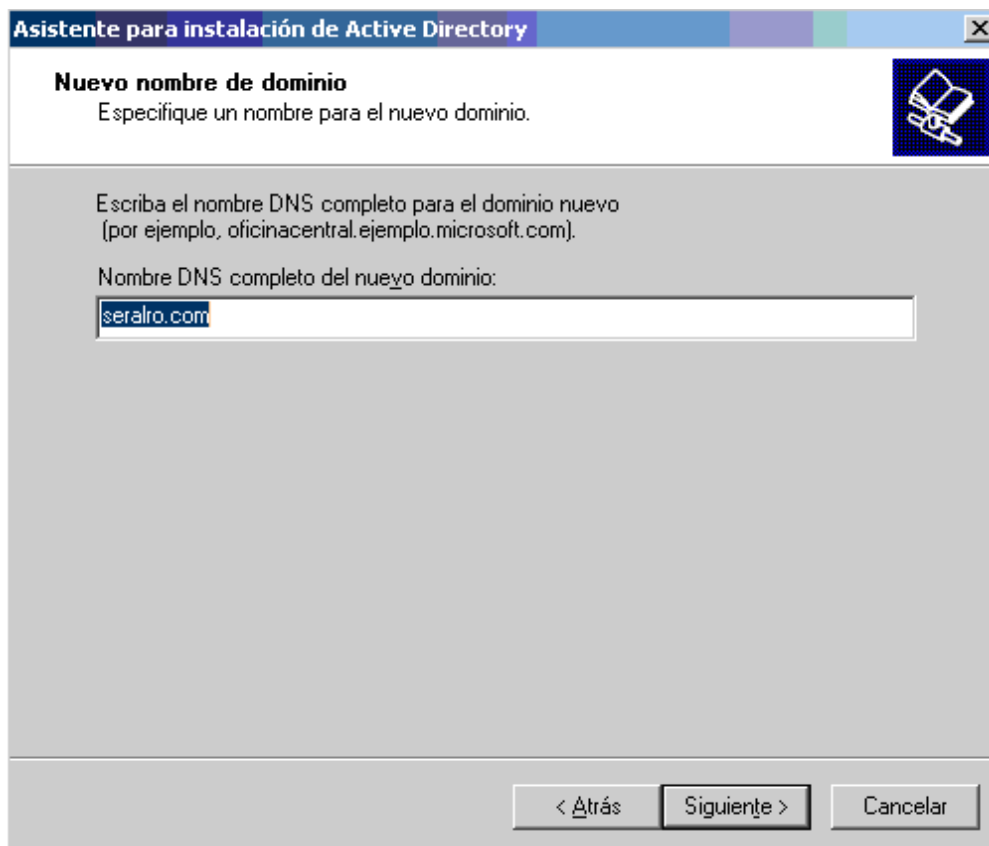 Asistente para instalación de Active Directory
Nuevo nombre de dominio
Especifique un nombre para el nuevo dominio.
Escriba el nombre DNS completo para el dominio nuevo
(por ejemplo, oficinacentral.ejemplo.microsoft.com).
Nombre DNS completo del nuevo dominio:
seralro.com
< Atrás Siguiente > Cancelar